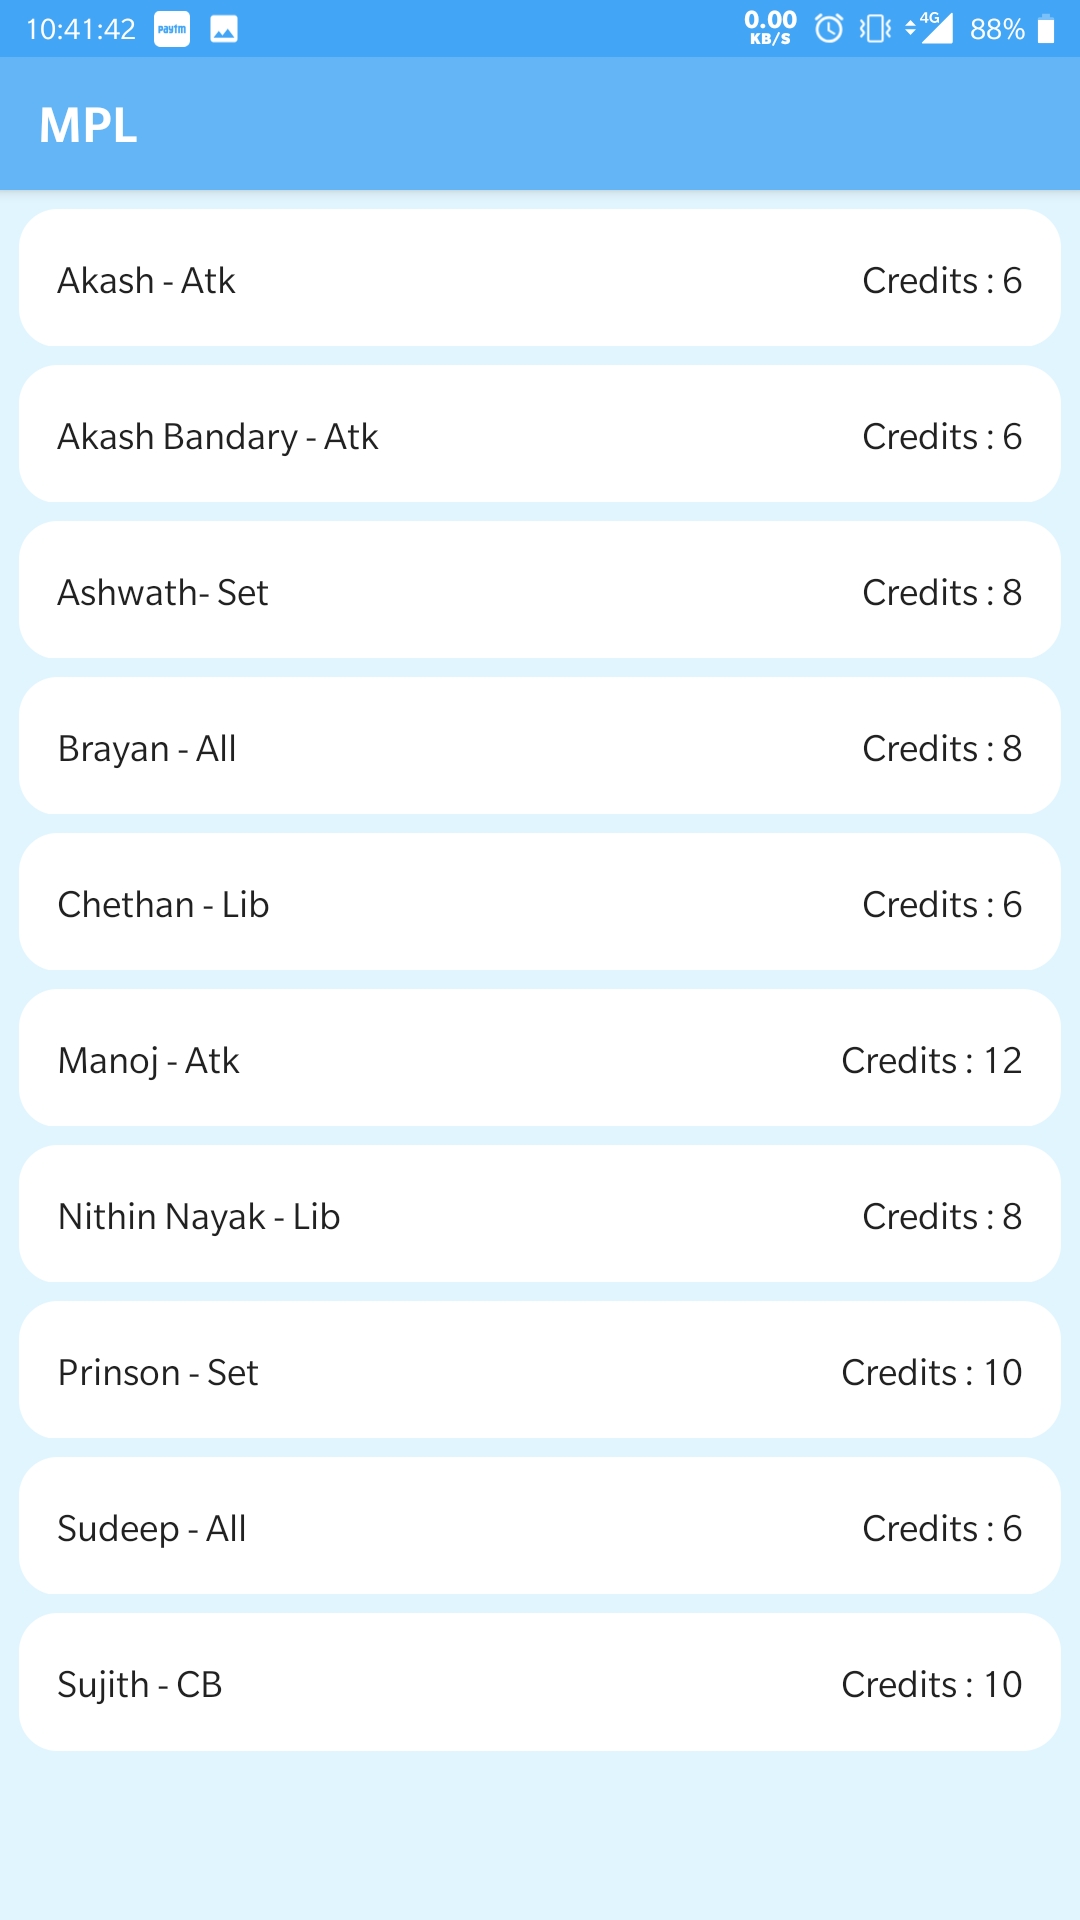 10:41:42 paytm 0.00 KB/S 4G 88%
MPL
Akash - Atk Credits : 6
Akash Bandary - Atk Credits : 6
Ashwath- Set Credits : 8
Brayan - All Credits : 8
Chethan - Lib Credits : 6
Manoj - Atk Credits : 12
Nithin Nayak - Lib Credits : 8
Prinson - Set Credits : 10
Sudeep - All Credits : 6
Sujith - CB Credits : 10